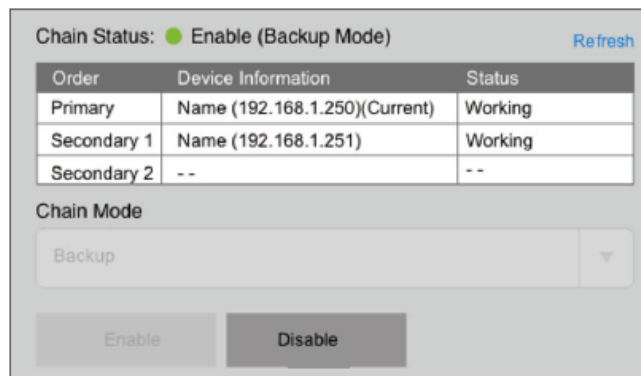 Chain Status: Enable (Backup Mode) Refresh
Order Device Information Status
Primary Name (192.168.1.250)(Current) Working
Secondary 1 Name (192.168.1.251) Working
Secondary 2 - - - -
Chain Mode
Backup
Enable Disable